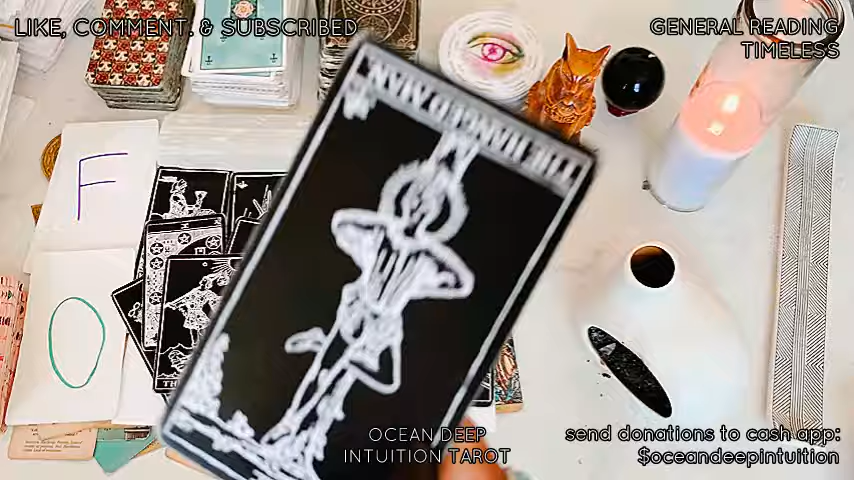 LIKE, COMMENT, & SUBSCRIBED
GENERAL READING
TIMELESS
THE HANGED MAN
F
O
OCEAN DEEP
INTUITION TAROT
send donations to cash app:
$oceandeepintuition